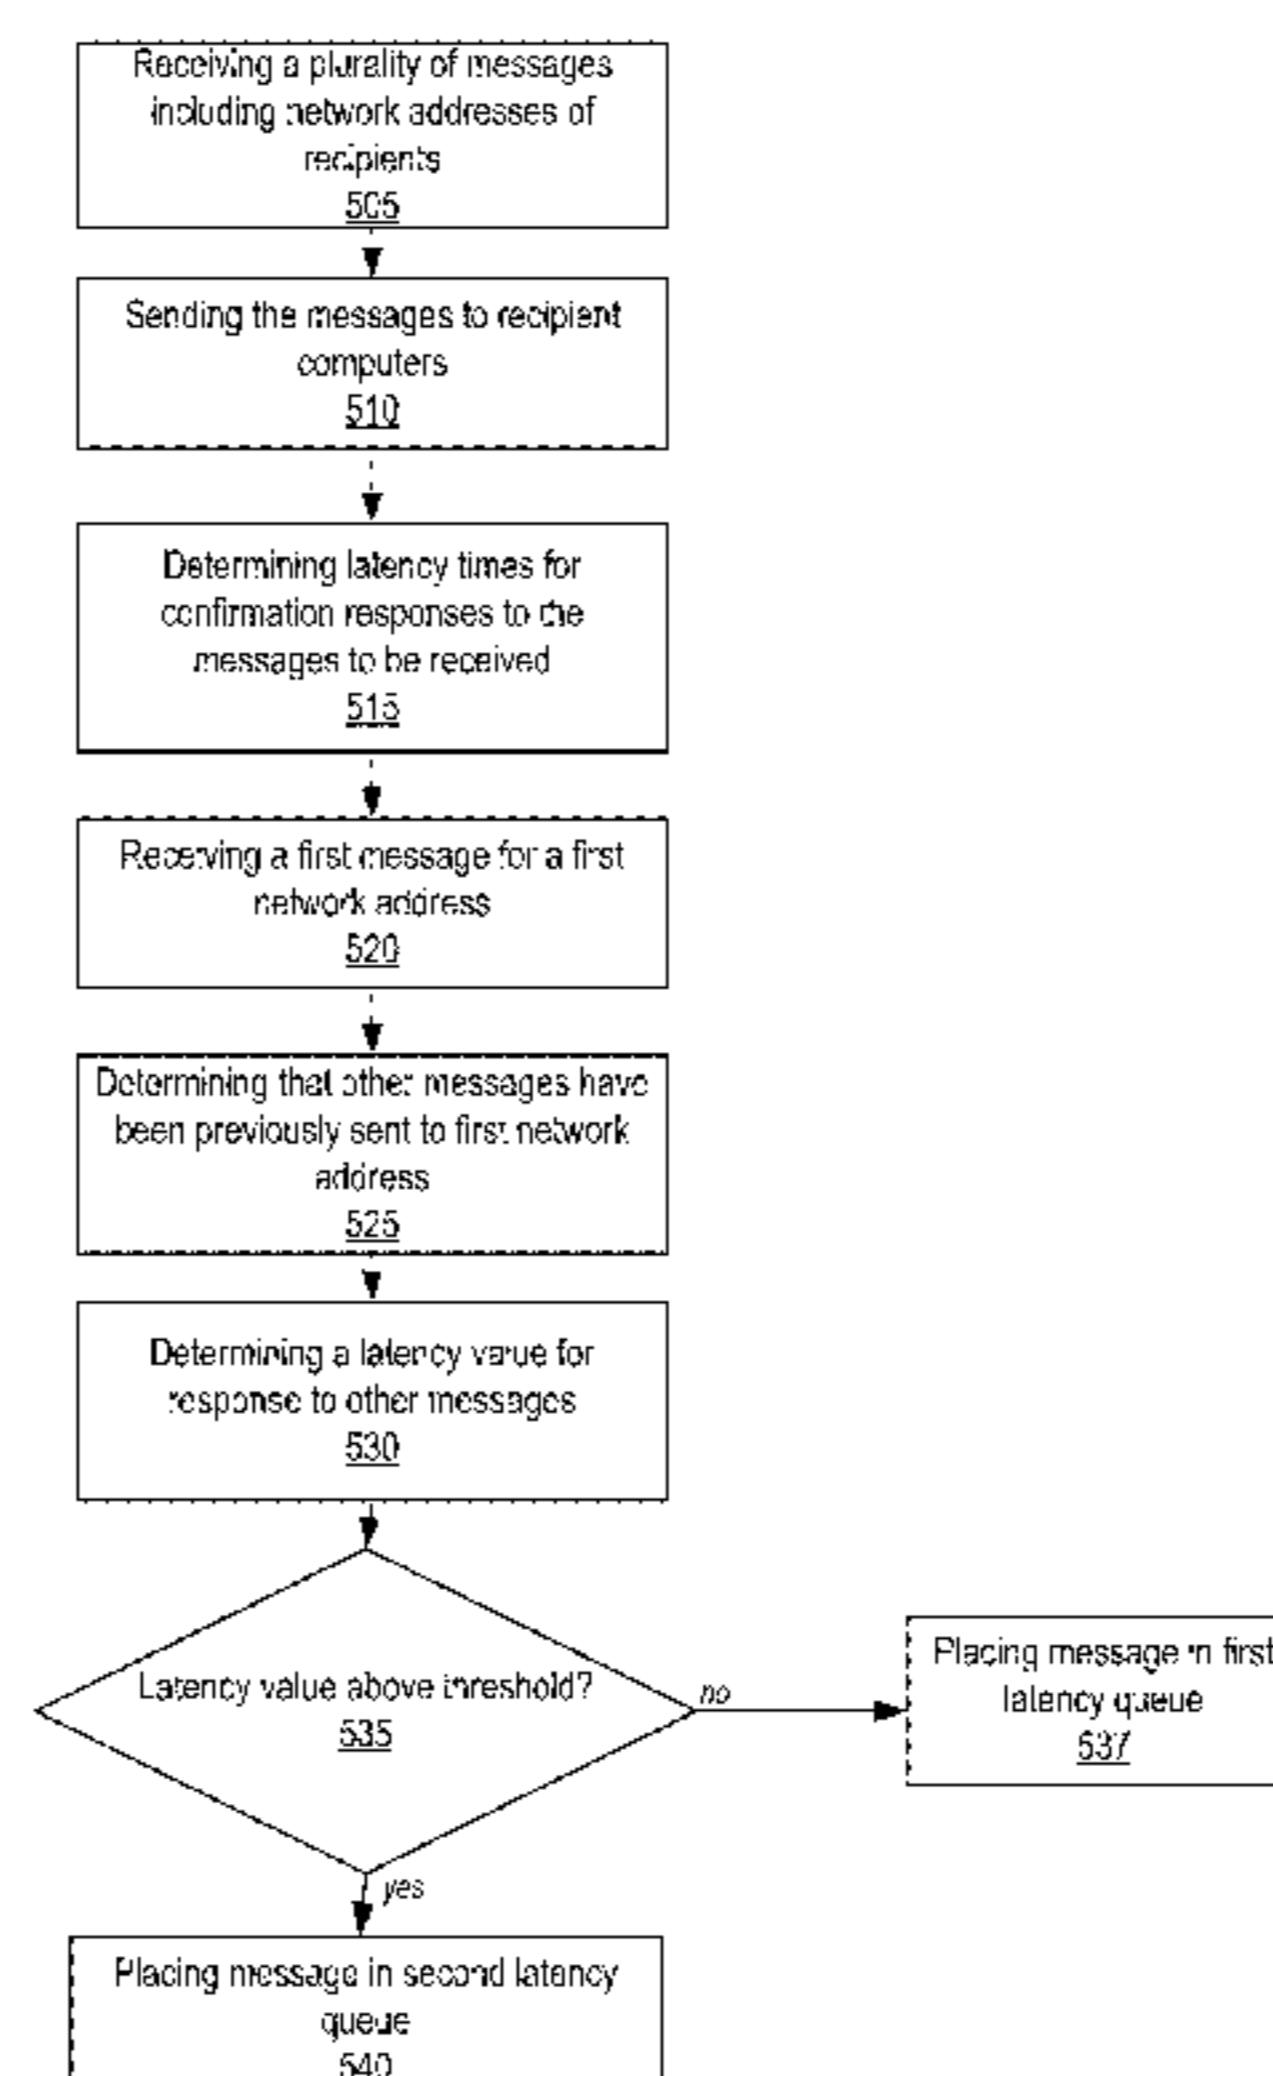 Receiving a plurality of messages
including network addresses of
recipients
505
Sending the messages to recipient
computers
510
Determining latency times for
confirmation responses to the
messages to be received
515
Receiving a first message for a first
network address
520
Determining that other messages have
been previously sent to first network
address
525
Determining a latency value for
response to other messages
530
Latency value above threshold?
535
no
Placing message in first
latency queue
537
yes
Placing message in second latency
queue
540